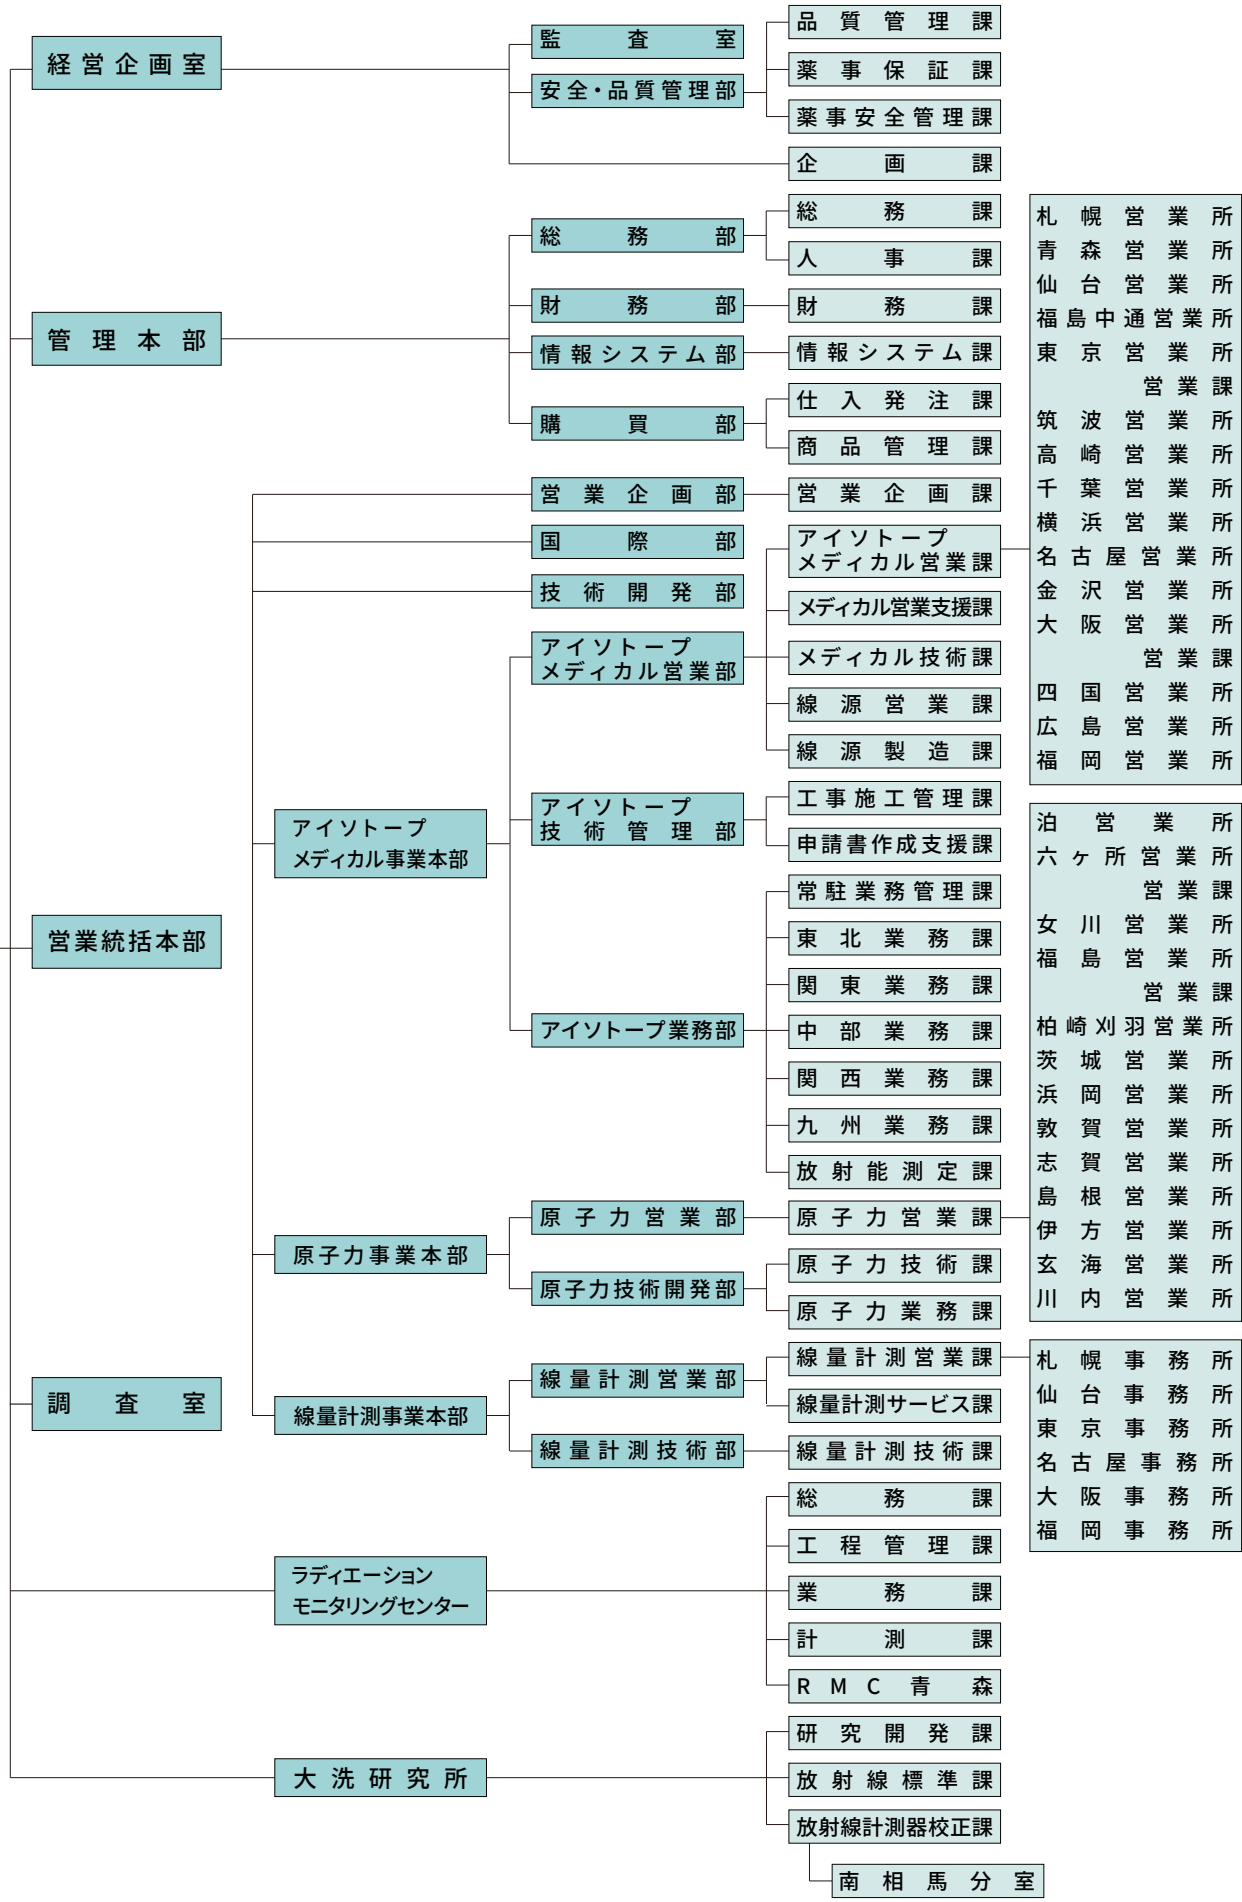 経営企画室
監査室
安全・品質管理部
品質管理課
薬事保証課
薬事安全管理課
企画課
管理本部
総務部
総務課
人事課
財務部
財務課
情報システム部
情報システム課
購買部
仕入発注課
商品管理課
営業統括本部
営業企画部
営業企画課
国際部
技術開発部
アイソトープ
メディカル事業本部
アイソトープ
メディカル営業部
アイソトープ
メディカル営業課
札幌営業所
青森営業所
仙台営業所
福島中通営業所
東京営業所
営業課
筑波営業所
高崎営業所
千葉営業所
横浜営業所
名古屋営業所
金沢営業所
大阪営業所
営業課
四国営業所
広島営業所
福岡営業所
メディカル営業支援課
メディカル技術課
線源営業課
線源製造課
アイソトープ
技術管理部
工事施工管理課
申請書作成支援課
アイソトープ業務部
常駐業務管理課
東北業務課
関東業務課
中部業務課
関西業務課
九州業務課
放射能測定課
原子力事業本部
原子力営業部
原子力営業課
泊営業所
六ヶ所営業所
営業課
女川営業所
福島営業所
営業課
柏崎刈羽営業所
茨城営業所
浜岡営業所
敦賀営業所
志賀営業所
島根営業所
伊方営業所
玄海営業所
川内営業所
原子力技術開発部
原子力技術課
原子力業務課
線量計測事業本部
線量計測営業部
線量計測営業課
札幌事務所
仙台事務所
東京事務所
名古屋事務所
大阪事務所
福岡事務所
線量計測サービス課
線量計測技術部
線量計測技術課
調査室
ラディエーション
モニタリングセンター
総務課
工程管理課
業務課
計測課
RMC青森
大洗研究所
研究開発課
放射線標準課
放射線計測器校正課
南相馬分室